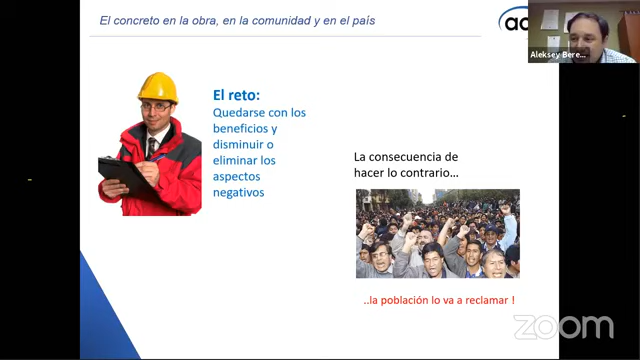 El concreto en la obra, en la comunidad y en el país
Aleksey Bere...
El reto:
Quedarse con los
beneficios y
disminuir o
eliminar los
aspectos
negativos
La consecuencia de
hacer lo contrario...
..la población lo va a reclamar !
zoom